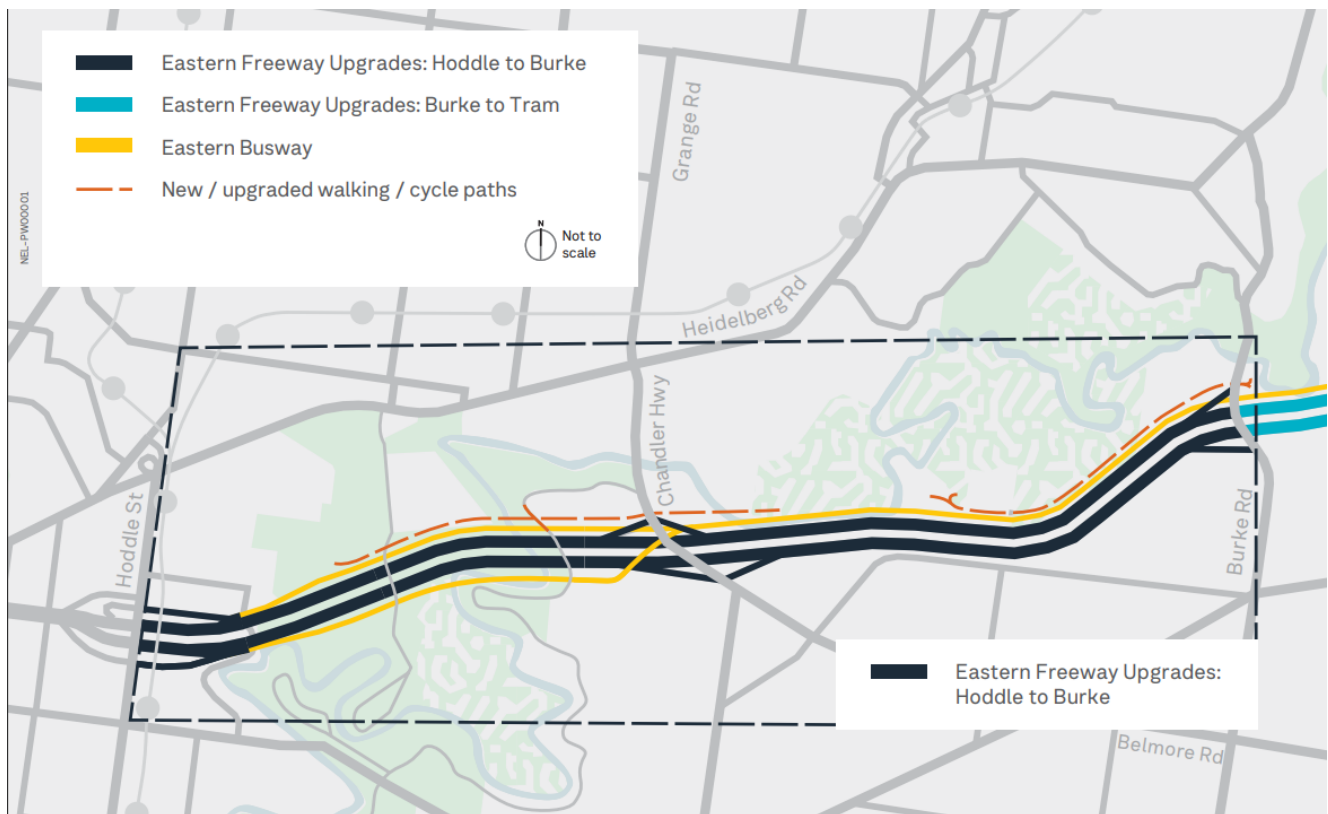 Eastern Freeway Upgrades: Hoddle to Burke
Eastern Freeway Upgrades: Burke to Tram
Eastern Busway
New / upgraded walking / cycle paths
N
Not to
scale
NEL-PW00001
Grange Rd
Heidelberg Rd
Chandler Hwy
Hoddle St
Burke Rd
Eastern Freeway Upgrades:
Hoddle to Burke
Belmore Rd